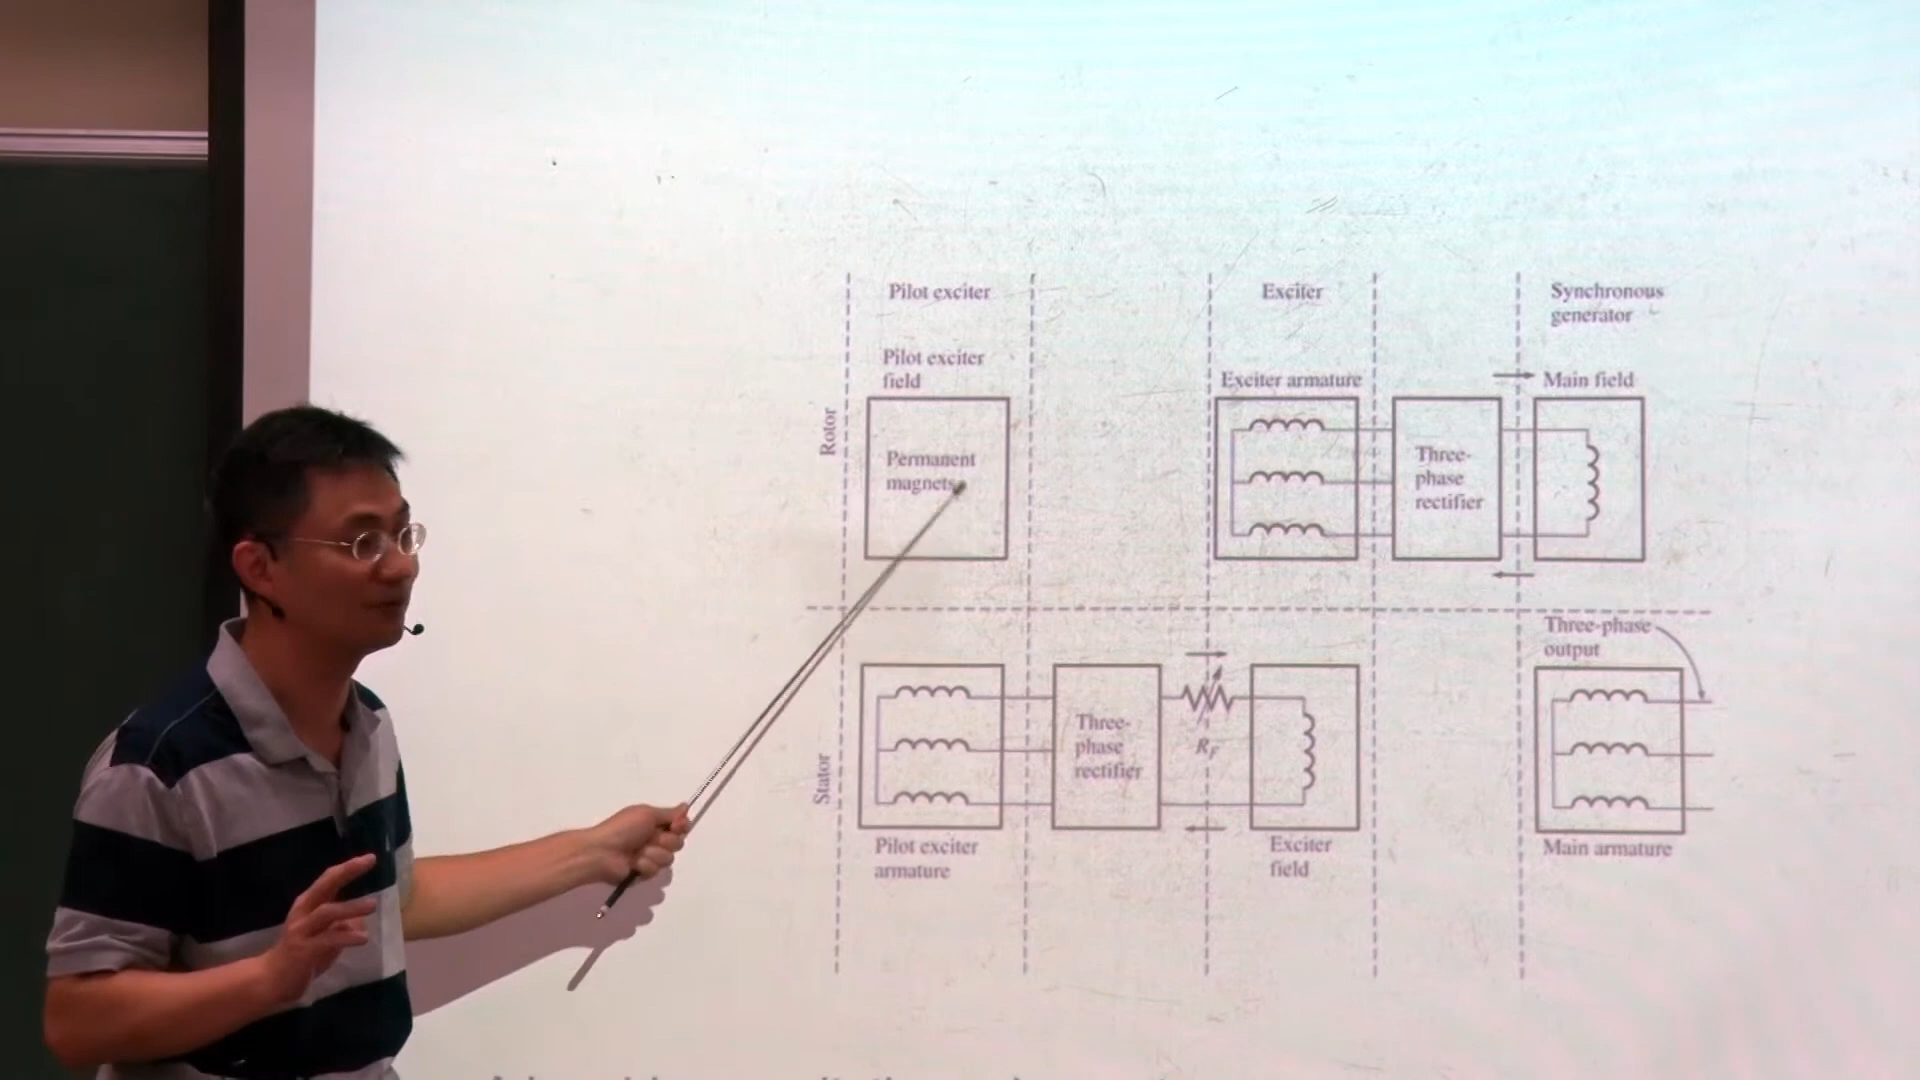 Pilot exciter
Exciter
Synchronous
generator
Pilot exciter
field
Exciter armature
Main field
Rotor
Permanent
magnets
Three-
phase
rectifier
Three-phase
output
Stator
Three-
phase
rectifier
R_F
Pilot exciter
armature
Exciter
field
Main armature